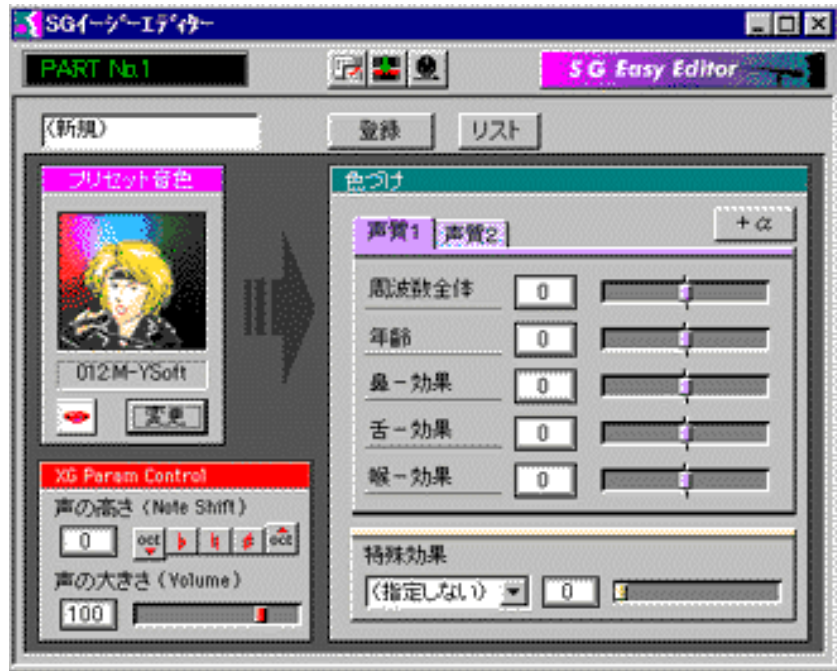 SGイージーエディター
PART No.1
SG Easy Editor
(新規)
登録
リスト
プリセット音色
012:M-YSoft
変更
色づけ
声質1
声質2
+α
周波数全体
0
年齢
0
鼻-効果
0
舌-効果
0
喉-効果
0
XG Param Control
声の高さ (Note Shift)
0
oct
♭
♮
♯
oct
声の大きさ (Volume)
100
特殊効果
(指定しない)
0